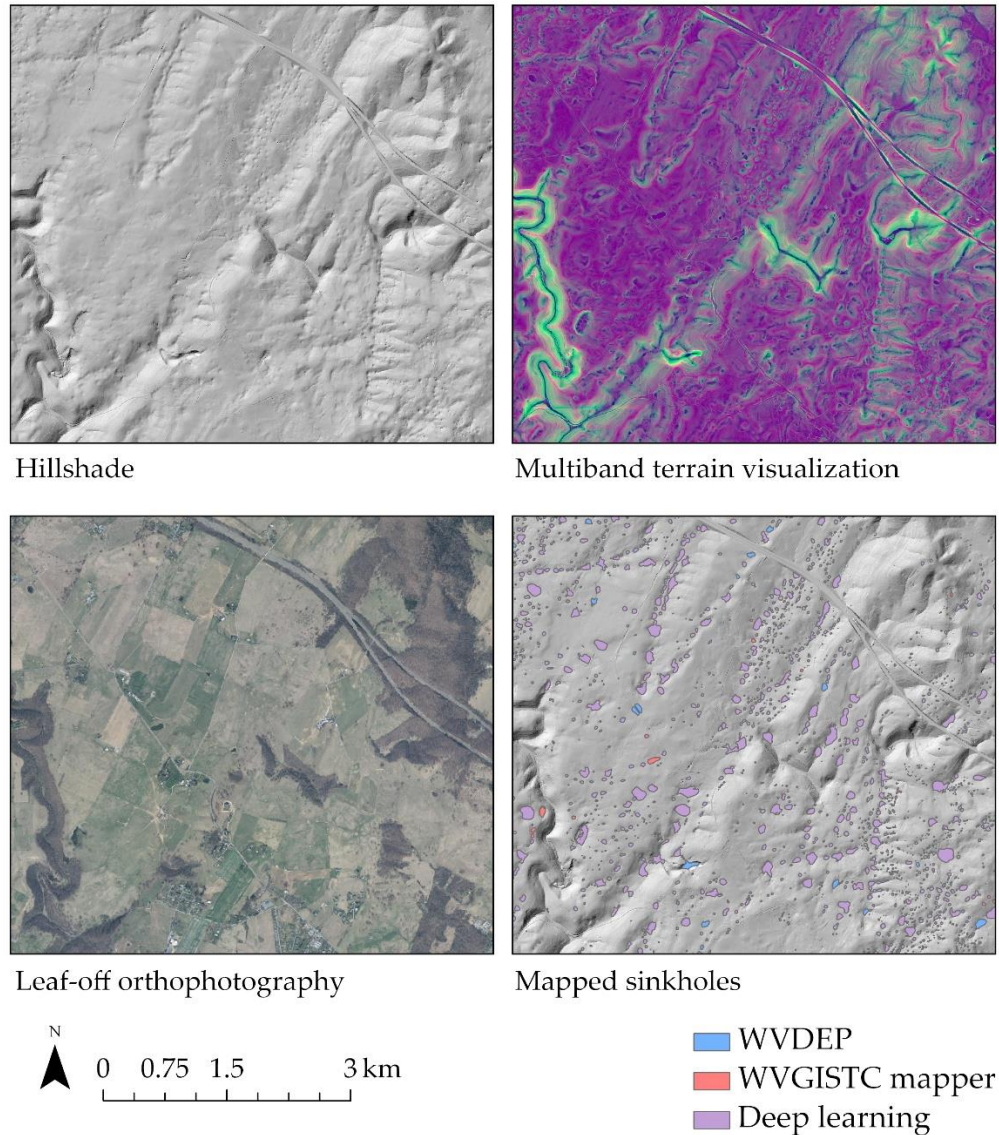 Hillshade
Multiband terrain visualization
Leaf-off orthophotography
Mapped sinkholes
N
0 0.75 1.5 3 km
WVDEP
WVGISTC mapper
Deep learning